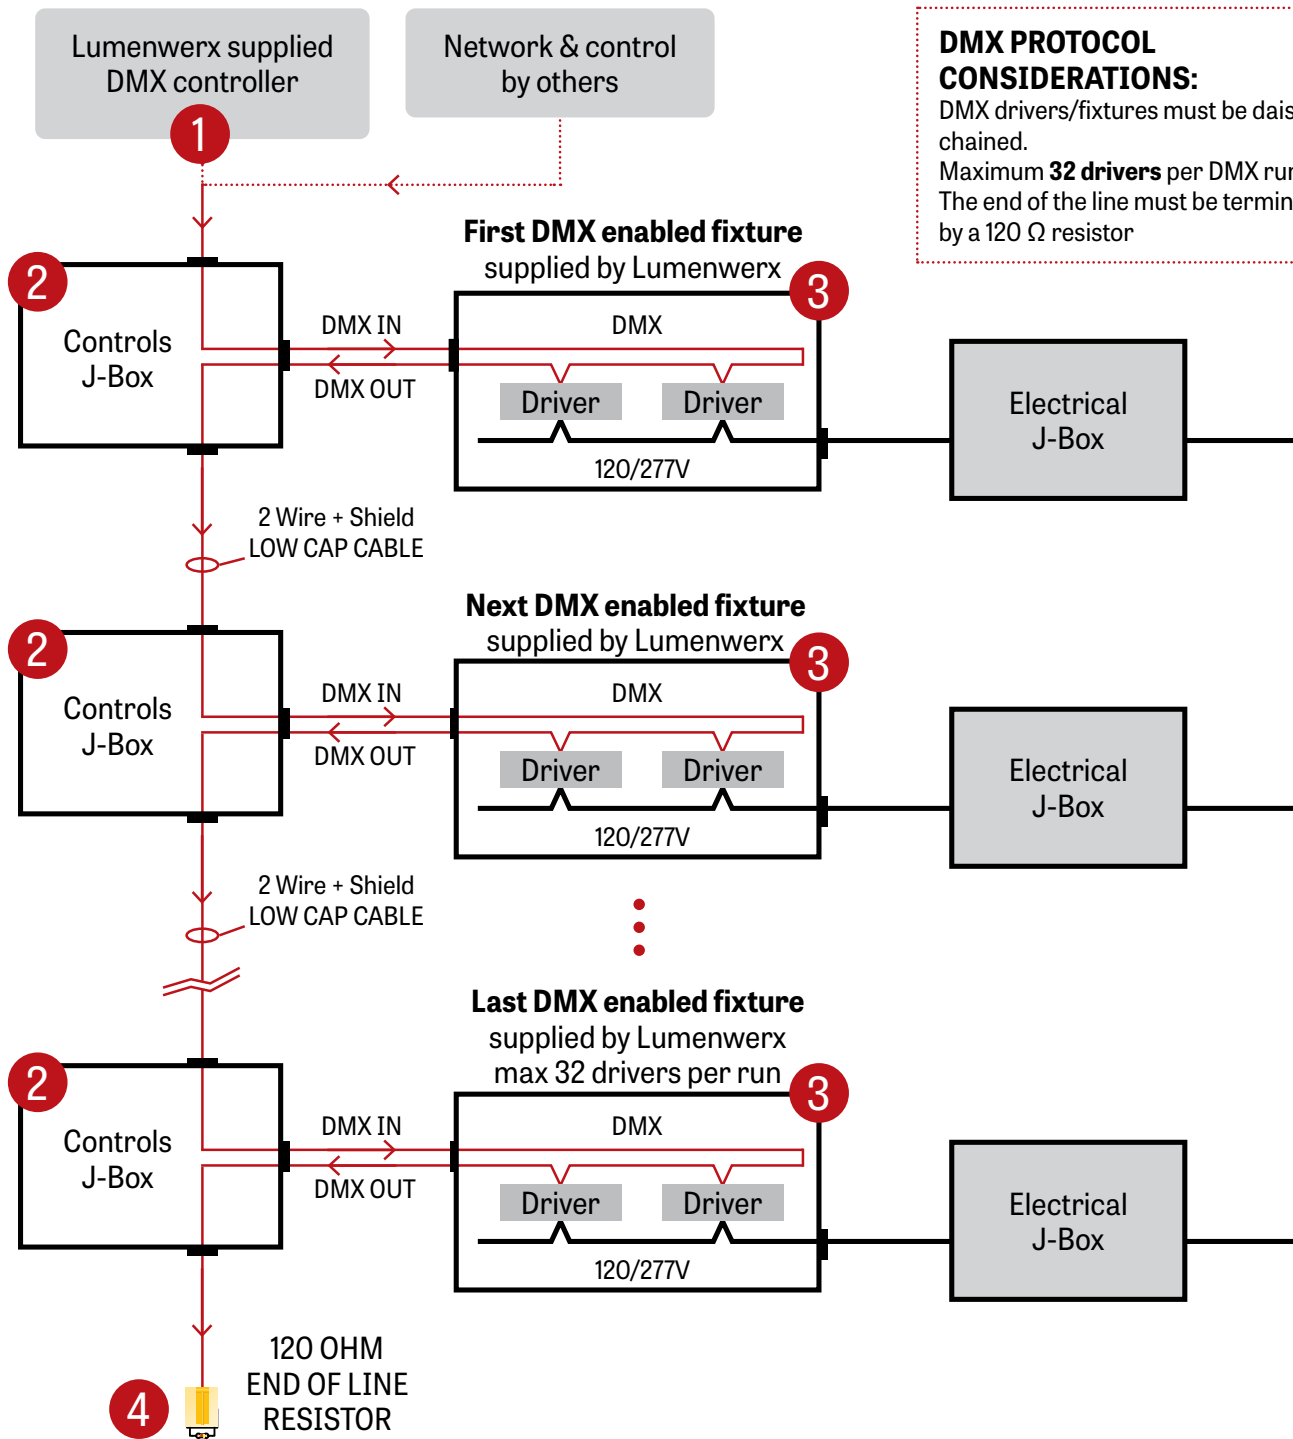 Lumenwerx supplied
DMX controller
1
Network & control
by others
DMX PROTOCOL
CONSIDERATIONS:
DMX drivers/fixtures must be dais
chained.
Maximum 32 drivers per DMX run
The end of the line must be termin
by a 120 Ω resistor
First DMX enabled fixture
supplied by Lumenwerx
2
Controls
J-Box
DMX IN
DMX OUT
3
DMX
Driver
Driver
120/277V
Electrical
J-Box
2 Wire + Shield
LOW CAP CABLE
Next DMX enabled fixture
supplied by Lumenwerx
2
Controls
J-Box
DMX IN
DMX OUT
3
DMX
Driver
Driver
120/277V
Electrical
J-Box
2 Wire + Shield
LOW CAP CABLE
Last DMX enabled fixture
supplied by Lumenwerx
max 32 drivers per run
2
Controls
J-Box
DMX IN
DMX OUT
3
DMX
Driver
Driver
120/277V
Electrical
J-Box
4
120 OHM
END OF LINE
RESISTOR